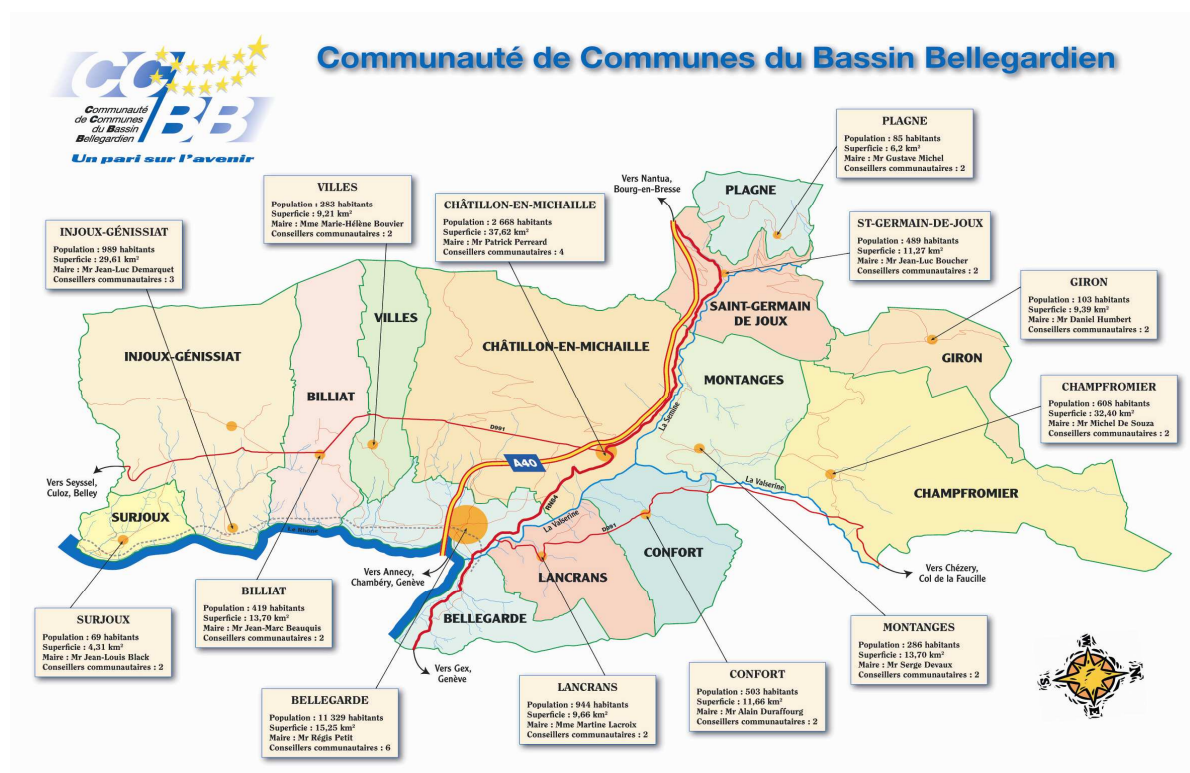 Communauté de Communes du Bassin Bellegardien
CCBB
Communauté
de Communes
du Bassin
Bellegardien
Un pari sur l'avenir
PLAGNE
Population : 85 habitants
Superficie : 6,2 km²
Maire : Mr Gustave Michel
Conseillers communautaires : 2
VILLES
Population : 283 habitants
Superficie : 9,21 km²
Maire : Mme Marie-Hélène Bouvier
Conseillers communautaires : 2
CHÂTILLON-EN-MICHAILLE
Population : 2 668 habitants
Superficie : 37,62 km²
Maire : Mr Patrick Perreard
Conseillers communautaires : 4
INJOUX-GÉNISSIAT
Population : 989 habitants
Superficie : 29,61 km²
Maire : Mr Jean-Luc Demarquet
Conseillers communautaires : 3
ST-GERMAIN-DE-JOUX
Population : 489 habitants
Superficie : 11,27 km²
Maire : Mr Jean-Luc Boucher
Conseillers communautaires : 2
GIRON
Population : 103 habitants
Superficie : 9,39 km²
Maire : Mr Daniel Humbert
Conseillers communautaires : 2
CHAMPFROMIER
Population : 608 habitants
Superficie : 32,40 km²
Maire : Mr Michel De Souza
Conseillers communautaires : 2
Vers Nantua,
Bourg-en-Bresse
PLAGNE
SAINT-GERMAIN
DE JOUX
VILLES
CHÂTILLON-EN-MICHAILLE
INJOUX-GÉNISSIAT
BILLIAT
MONTANGES
GIRON
CHAMPFROMIER
La Semine
D991
A40
RN84
La Valserine
La Valserine
D991
Vers Seyssel,
Culoz, Belley
SURJOUX
Le Rhône
CONFORT
LANCRANS
BELLEGARDE
Vers Annecy,
Chambéry, Genève
Vers Chézery,
Col de la Faucille
Vers Gex,
Genève
SURJOUX
Population : 69 habitants
Superficie : 4,31 km²
Maire : Mr Jean-Louis Black
Conseillers communautaires : 2
BILLIAT
Population : 419 habitants
Superficie : 13,70 km²
Maire : Mr Jean-Marc Beauquis
Conseillers communautaires : 2
BELLEGARDE
Population : 11 329 habitants
Superficie : 15,25 km²
Maire : Mr Régis Petit
Conseillers communautaires : 6
LANCRANS
Population : 944 habitants
Superficie : 9,66 km²
Maire : Mme Martine Lacroix
Conseillers communautaires : 2
CONFORT
Population : 503 habitants
Superficie : 11,66 km²
Maire : Mr Alain Duraffourg
Conseillers communautaires : 2
MONTANGES
Population : 286 habitants
Superficie : 13,70 km²
Maire : Mr Serge Devaux
Conseillers communautaires : 2
N
S
E